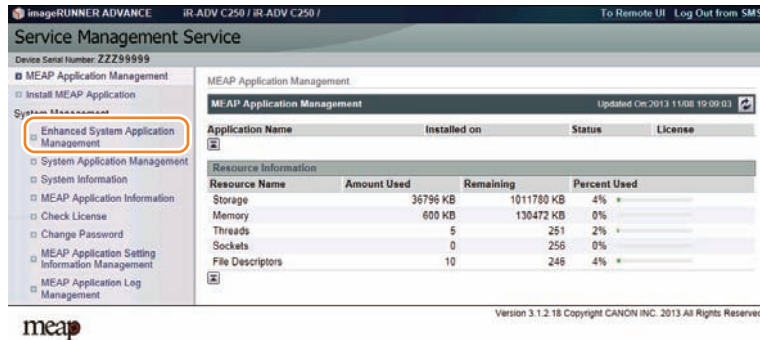 imageRUNNER ADVANCE iR-ADV C250 / iR-ADV C250 / To Remote UI Log Out from SMS
Service Management Service
Device Serial Number: ZZZ99999
MEAP Application Management
Install MEAP Application
System Management
Enhanced System Application
Management
System Application Management
System Information
MEAP Application Information
Check License
Change Password
MEAP Application Setting
Information Management
MEAP Application Log
Management
MEAP Application Management
MEAP Application Management Updated On:2013 11/08 19:09:03
Application Name Installed on Status License
Resource Information
Resource Name Amount Used Remaining Percent Used
Storage 36796 KB 1011780 KB 4%
Memory 600 KB 130472 KB 0%
Threads 5 251 2%
Sockets 0 256 0%
File Descriptors 10 246 4%
meap
Version 3.1.2.18 Copyright CANON INC. 2013 All Rights Reserved